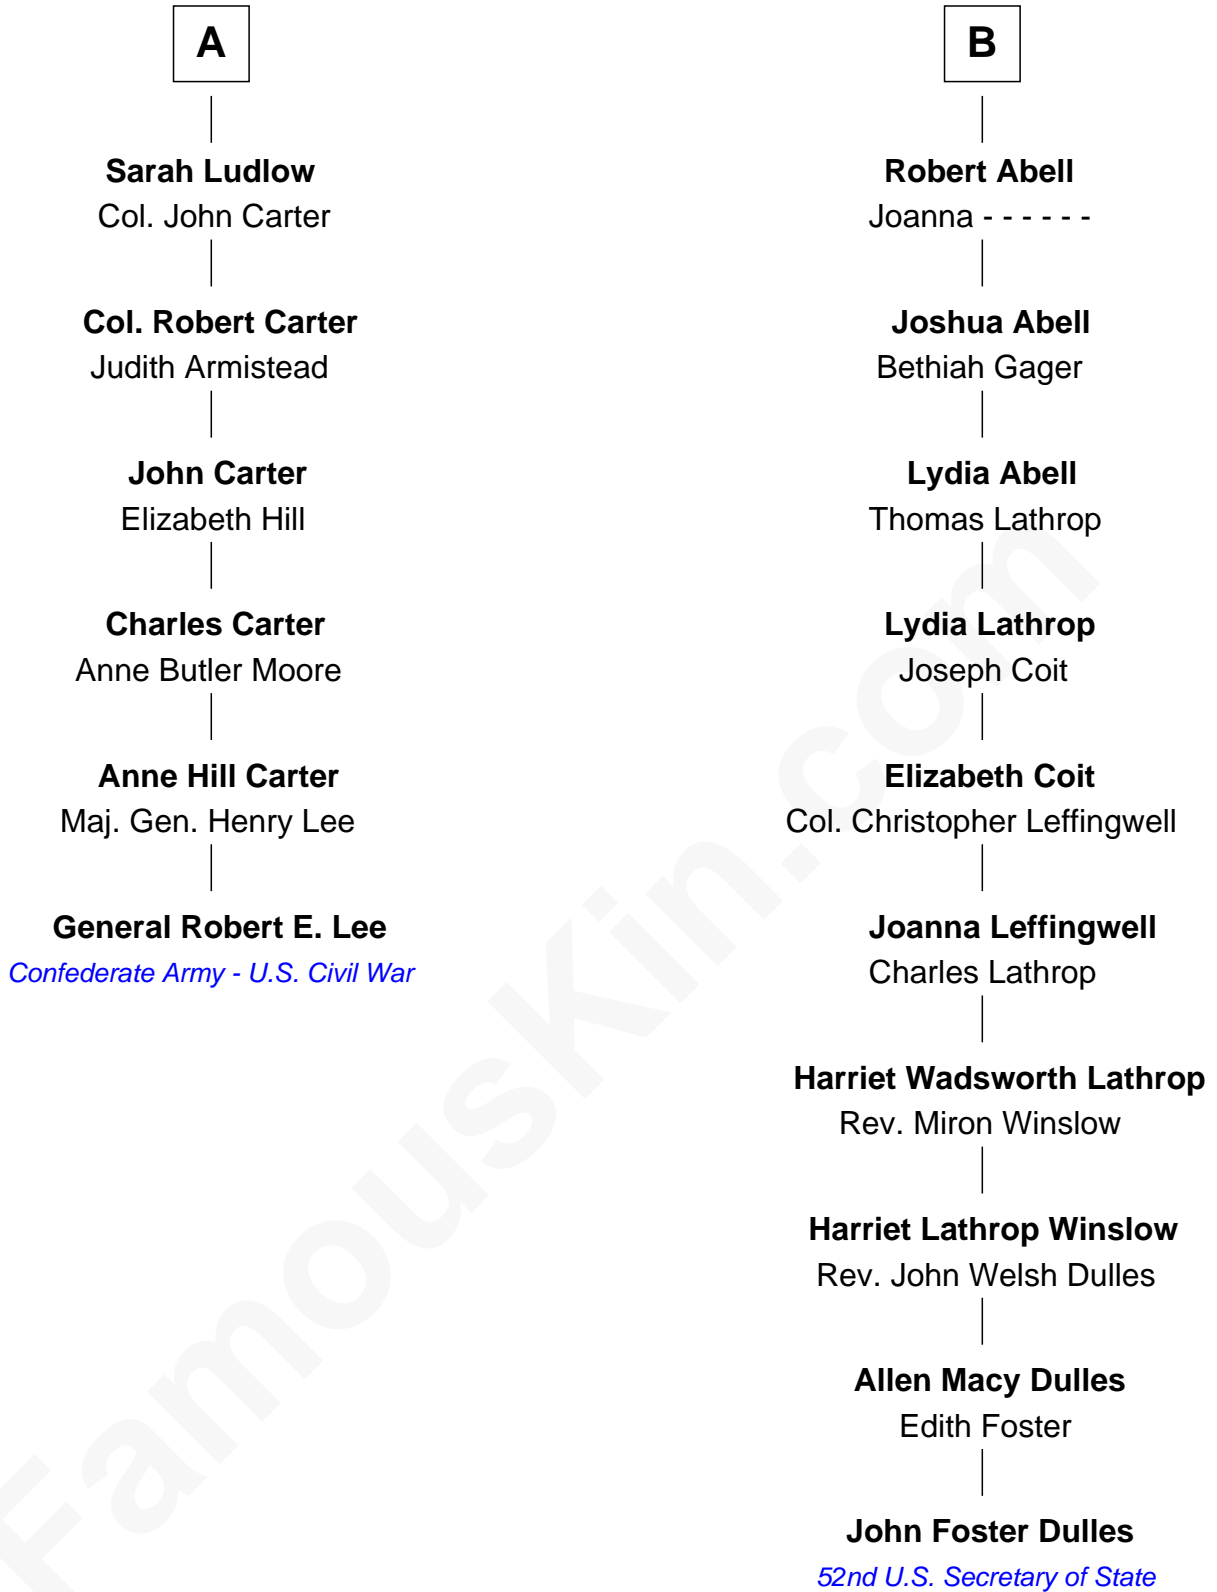 A
Sarah Ludlow
Col. John Carter
Col. Robert Carter
Judith Armistead
John Carter
Elizabeth Hill
Charles Carter
Anne Butler Moore
Anne Hill Carter
Maj. Gen. Henry Lee
General Robert E. Lee
Confederate Army - U.S. Civil War
B
Robert Abell
Joanna - - - - - -
Joshua Abell
Bethiah Gager
Lydia Abell
Thomas Lathrop
Lydia Lathrop
Joseph Coit
Elizabeth Coit
Col. Christopher Leffingwell
Joanna Leffingwell
Charles Lathrop
Harriet Wadsworth Lathrop
Rev. Miron Winslow
Harriet Lathrop Winslow
Rev. John Welsh Dulles
Allen Macy Dulles
Edith Foster
John Foster Dulles
52nd U.S. Secretary of State
FamousKin.com